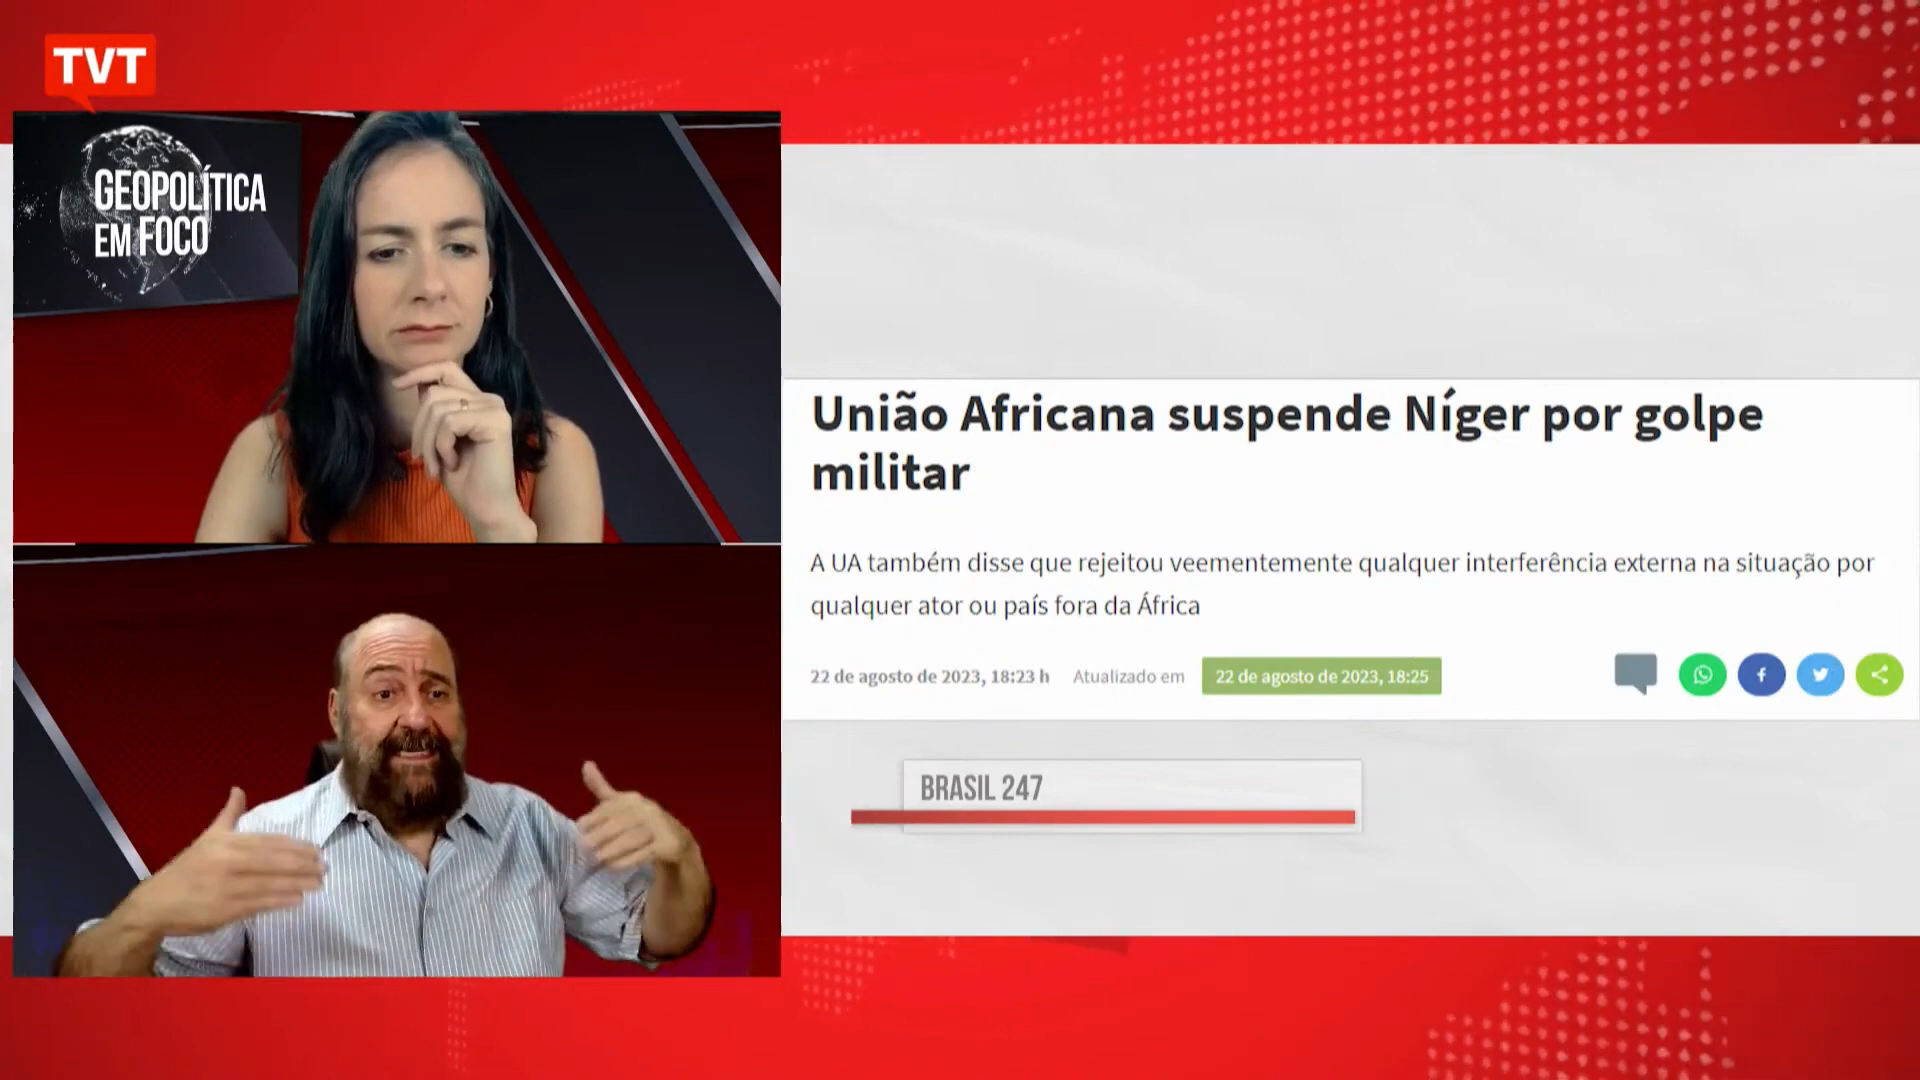 TVT
GEOPOLÍTICA
EM FOCO
União Africana suspende Níger por golpe
militar
A UA também disse que rejeitou veementemente qualquer interferência externa na situação por
qualquer ator ou país fora da África
22 de agosto de 2023, 18:23 h Atualizado em 22 de agosto de 2023, 18:25
BRASIL 247